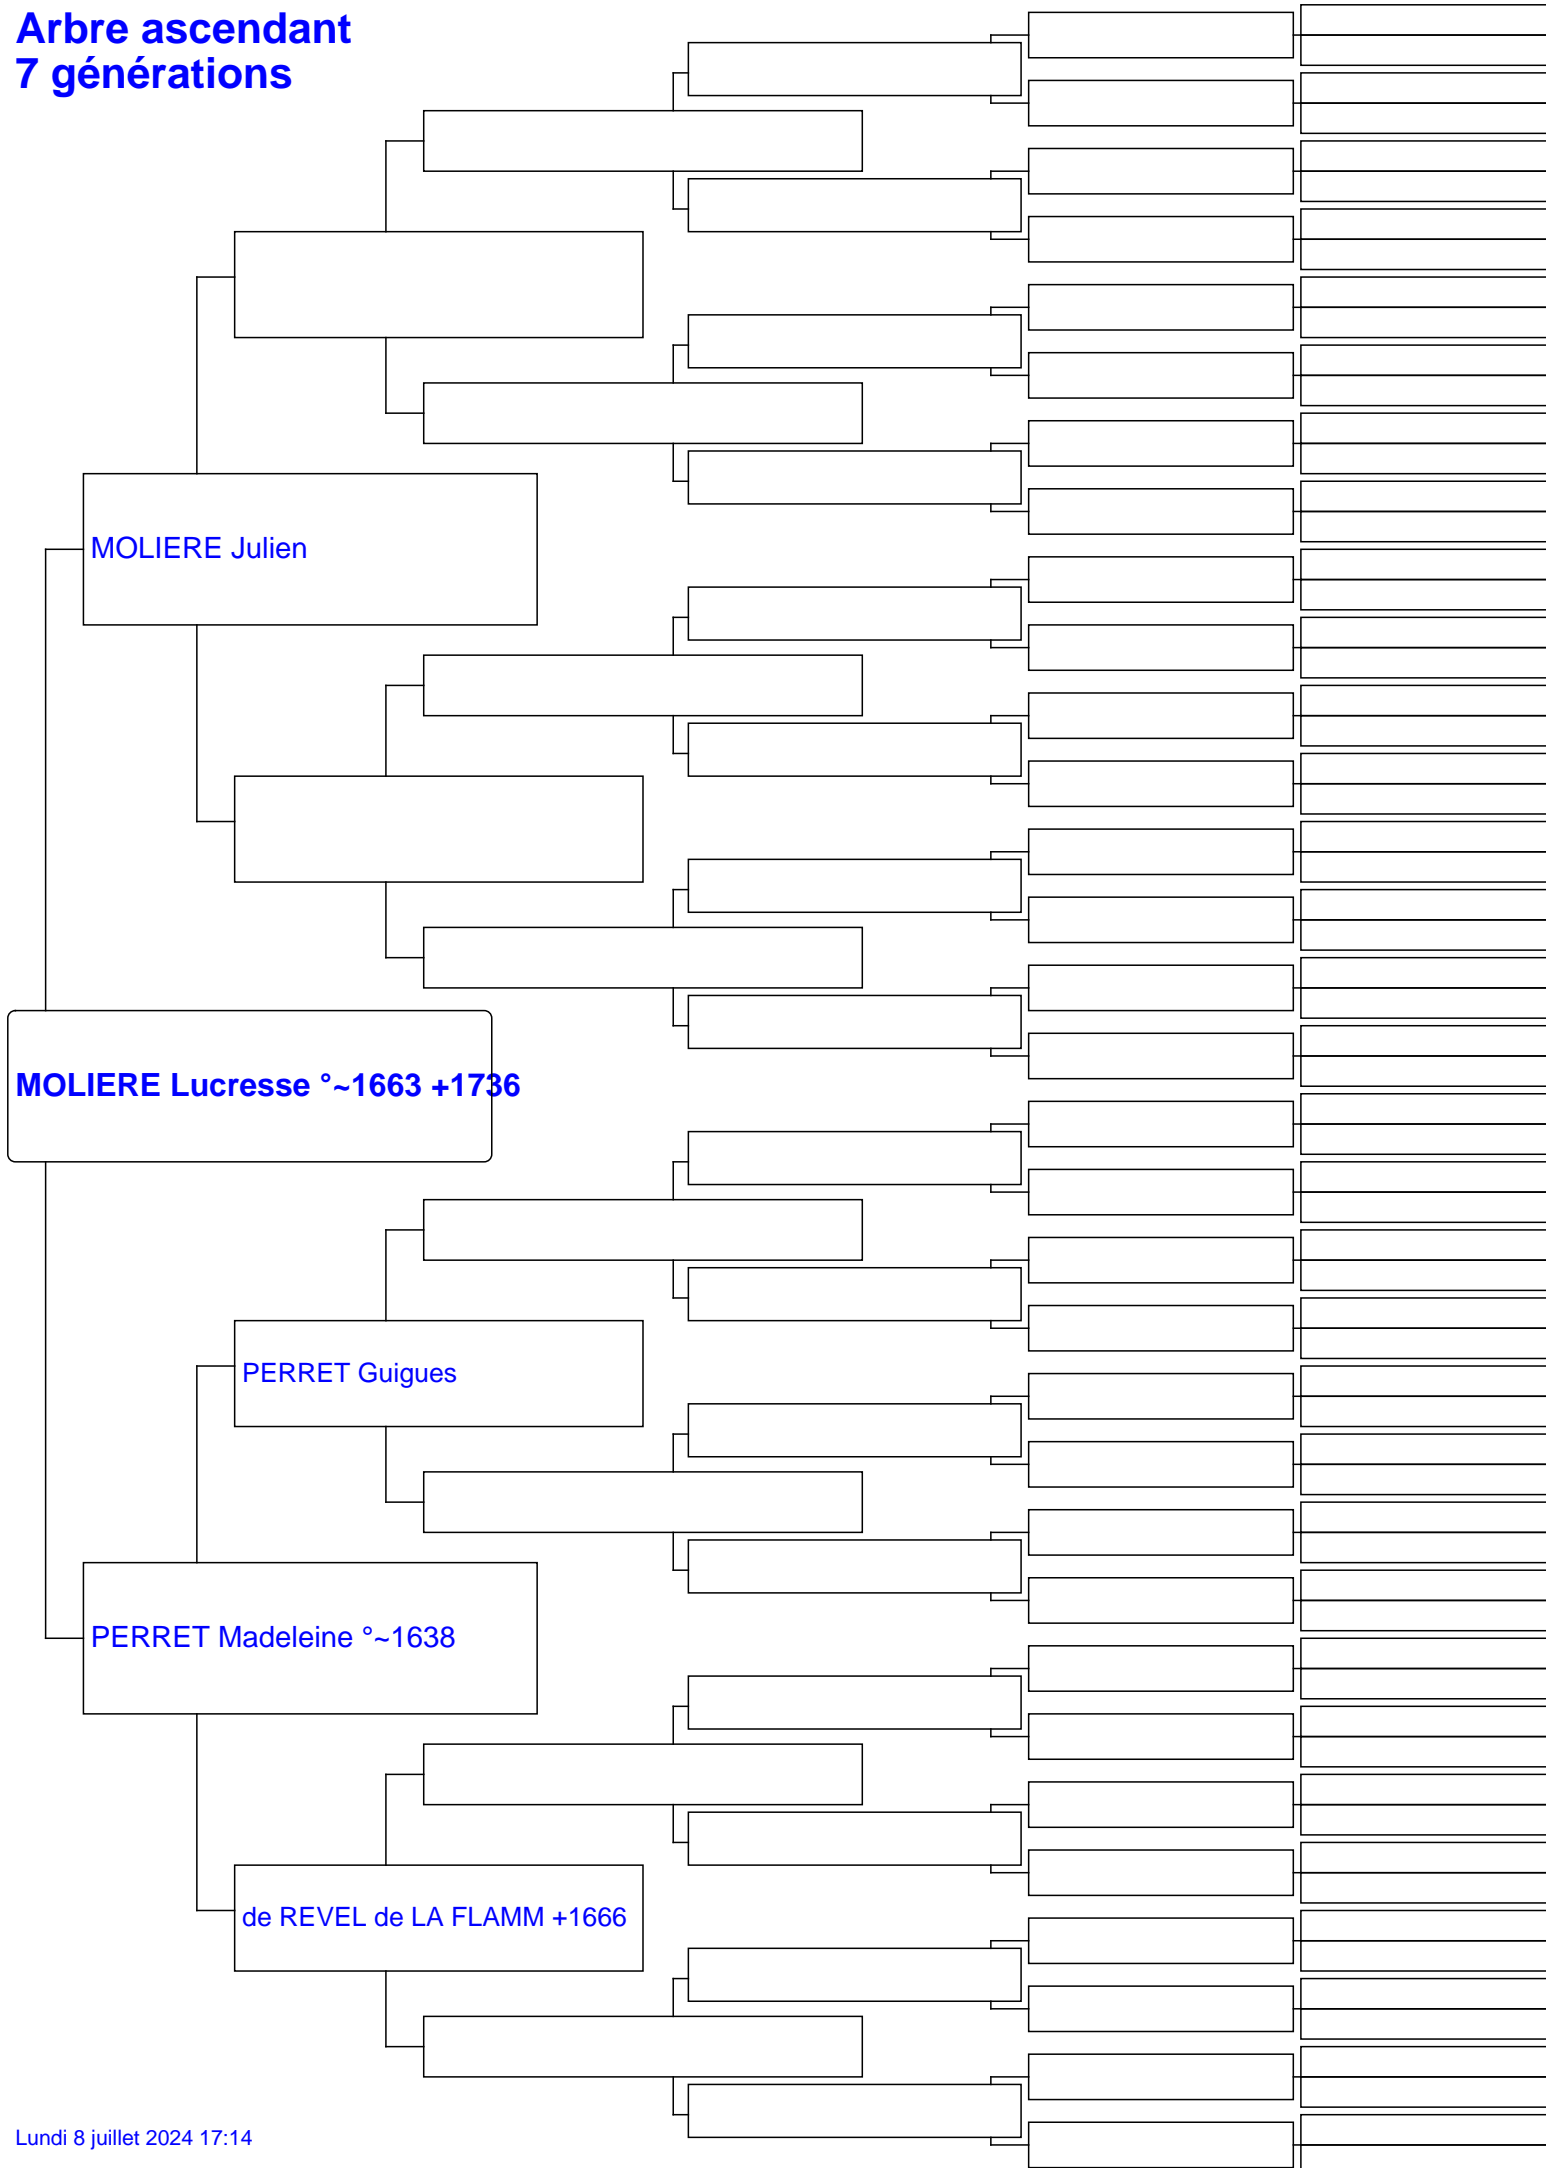 Arbre ascendant
7 générations
MOLIERE Julien
MOLIERE Lucresse °~1663 +1736
PERRET Guigues
PERRET Madeleine °~1638
de REVEL de LA FLAMM +1666
Lundi 8 juillet 2024 17:14